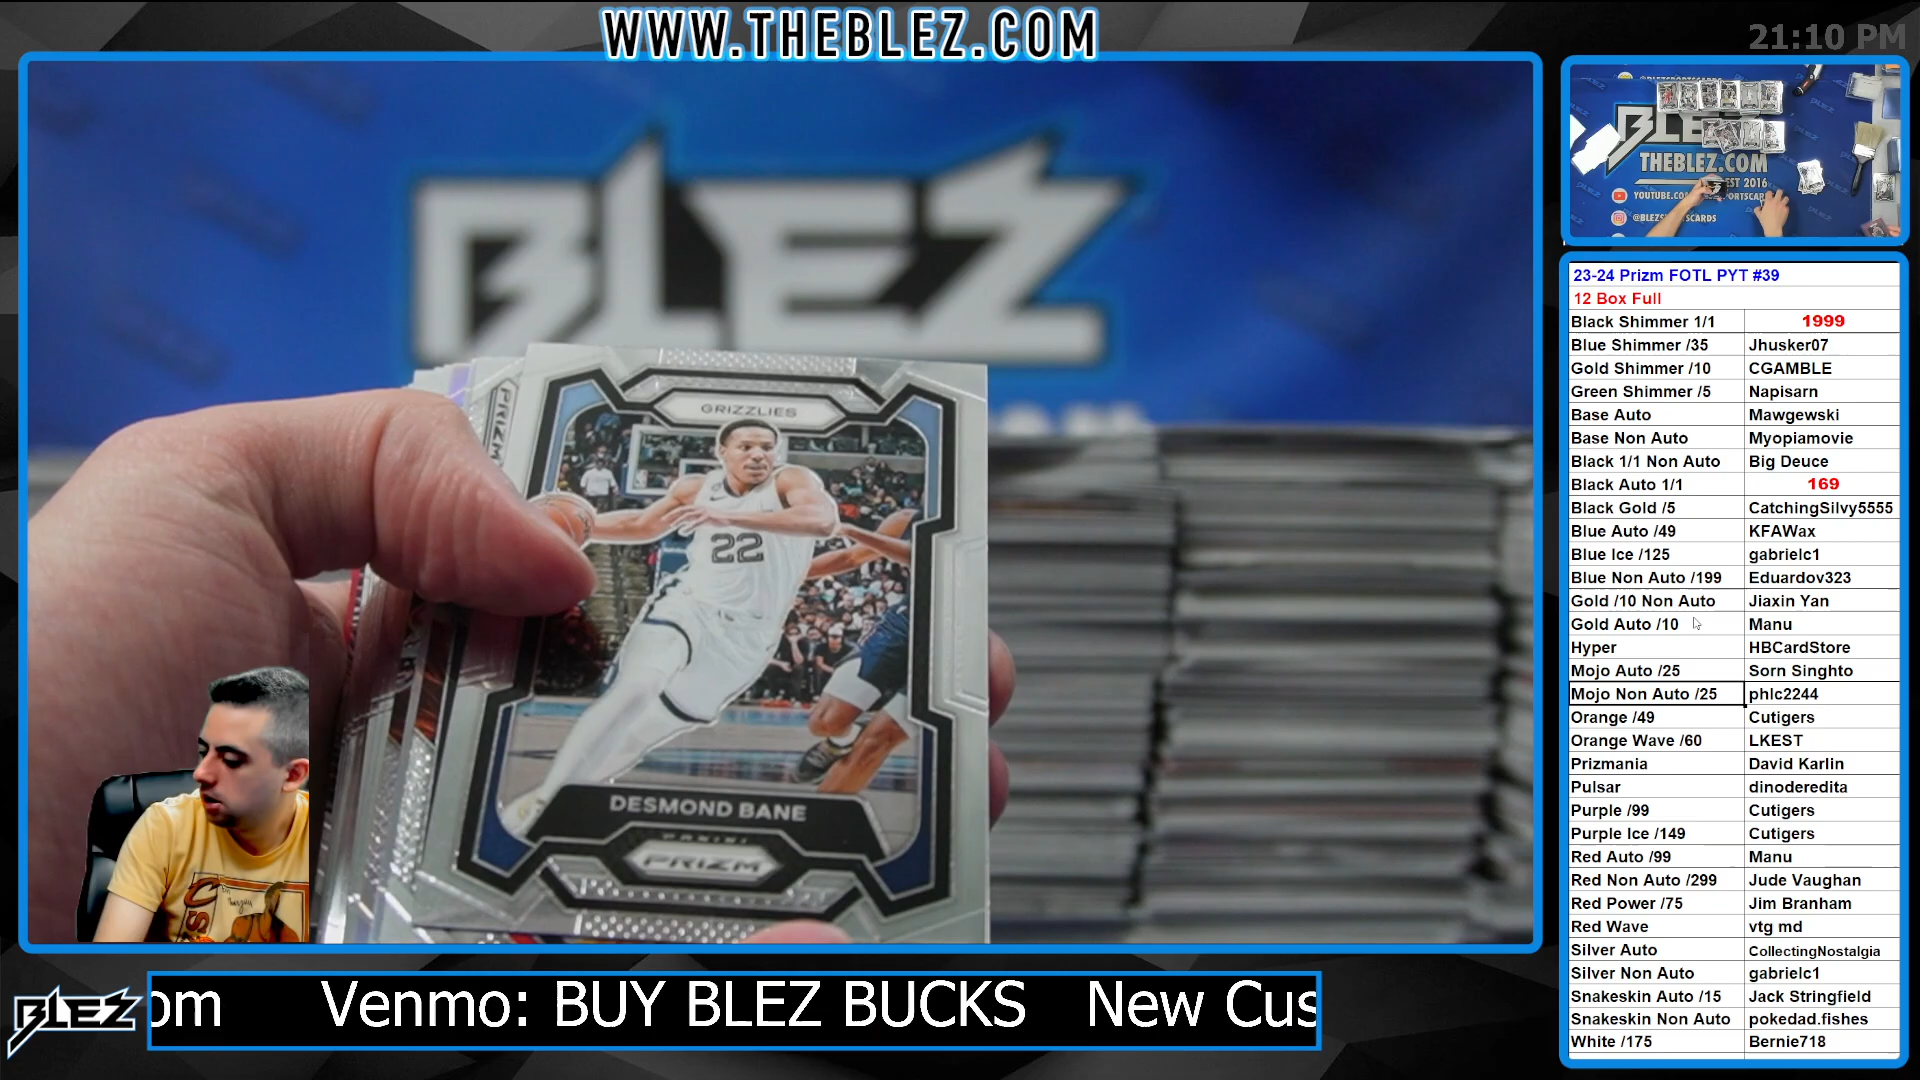 WWW.THEBLEZ.COM
21:10 PM
BLEZ
GRIZZLIES
PRIZM
22
DESMOND BANE
PANINI
PRIZM
BLE
THEBLEZ.COM
EST 2016
23-24 Prizm FOTL PYT #39
12 Box Full
Black Shimmer 1/1 1999
Blue Shimmer /35 Jhusker07
Gold Shimmer /10 CGAMBLE
Green Shimmer /5 Napisarn
Base Auto Mawgewski
Base Non Auto Myopiamovie
Black 1/1 Non Auto Big Deuce
Black Auto 1/1 169
Black Gold /5 CatchingSilvy5555
Blue Auto /49 KFAWax
Blue Ice /125 gabrielc1
Blue Non Auto /199 Eduardov323
Gold /10 Non Auto Jiaxin Yan
Gold Auto /10 Manu
Hyper HBCardStore
Mojo Auto /25 Sorn Singhto
Mojo Non Auto /25 phlc2244
Orange /49 Cutigers
Orange Wave /60 LKEST
Prizmania David Karlin
Pulsar dinoderedita
Purple /99 Cutigers
Purple Ice /149 Cutigers
Red Auto /99 Manu
Red Non Auto /299 Jude Vaughan
Red Power /75 Jim Branham
Red Wave vtg md
Silver Auto CollectingNostalgia
Silver Non Auto gabrielc1
Snakeskin Auto /15 Jack Stringfield
Snakeskin Non Auto pokedad.fishes
White /175 Bernie718
BLEZ
om Venmo: BUY BLEZ BUCKS New Cus